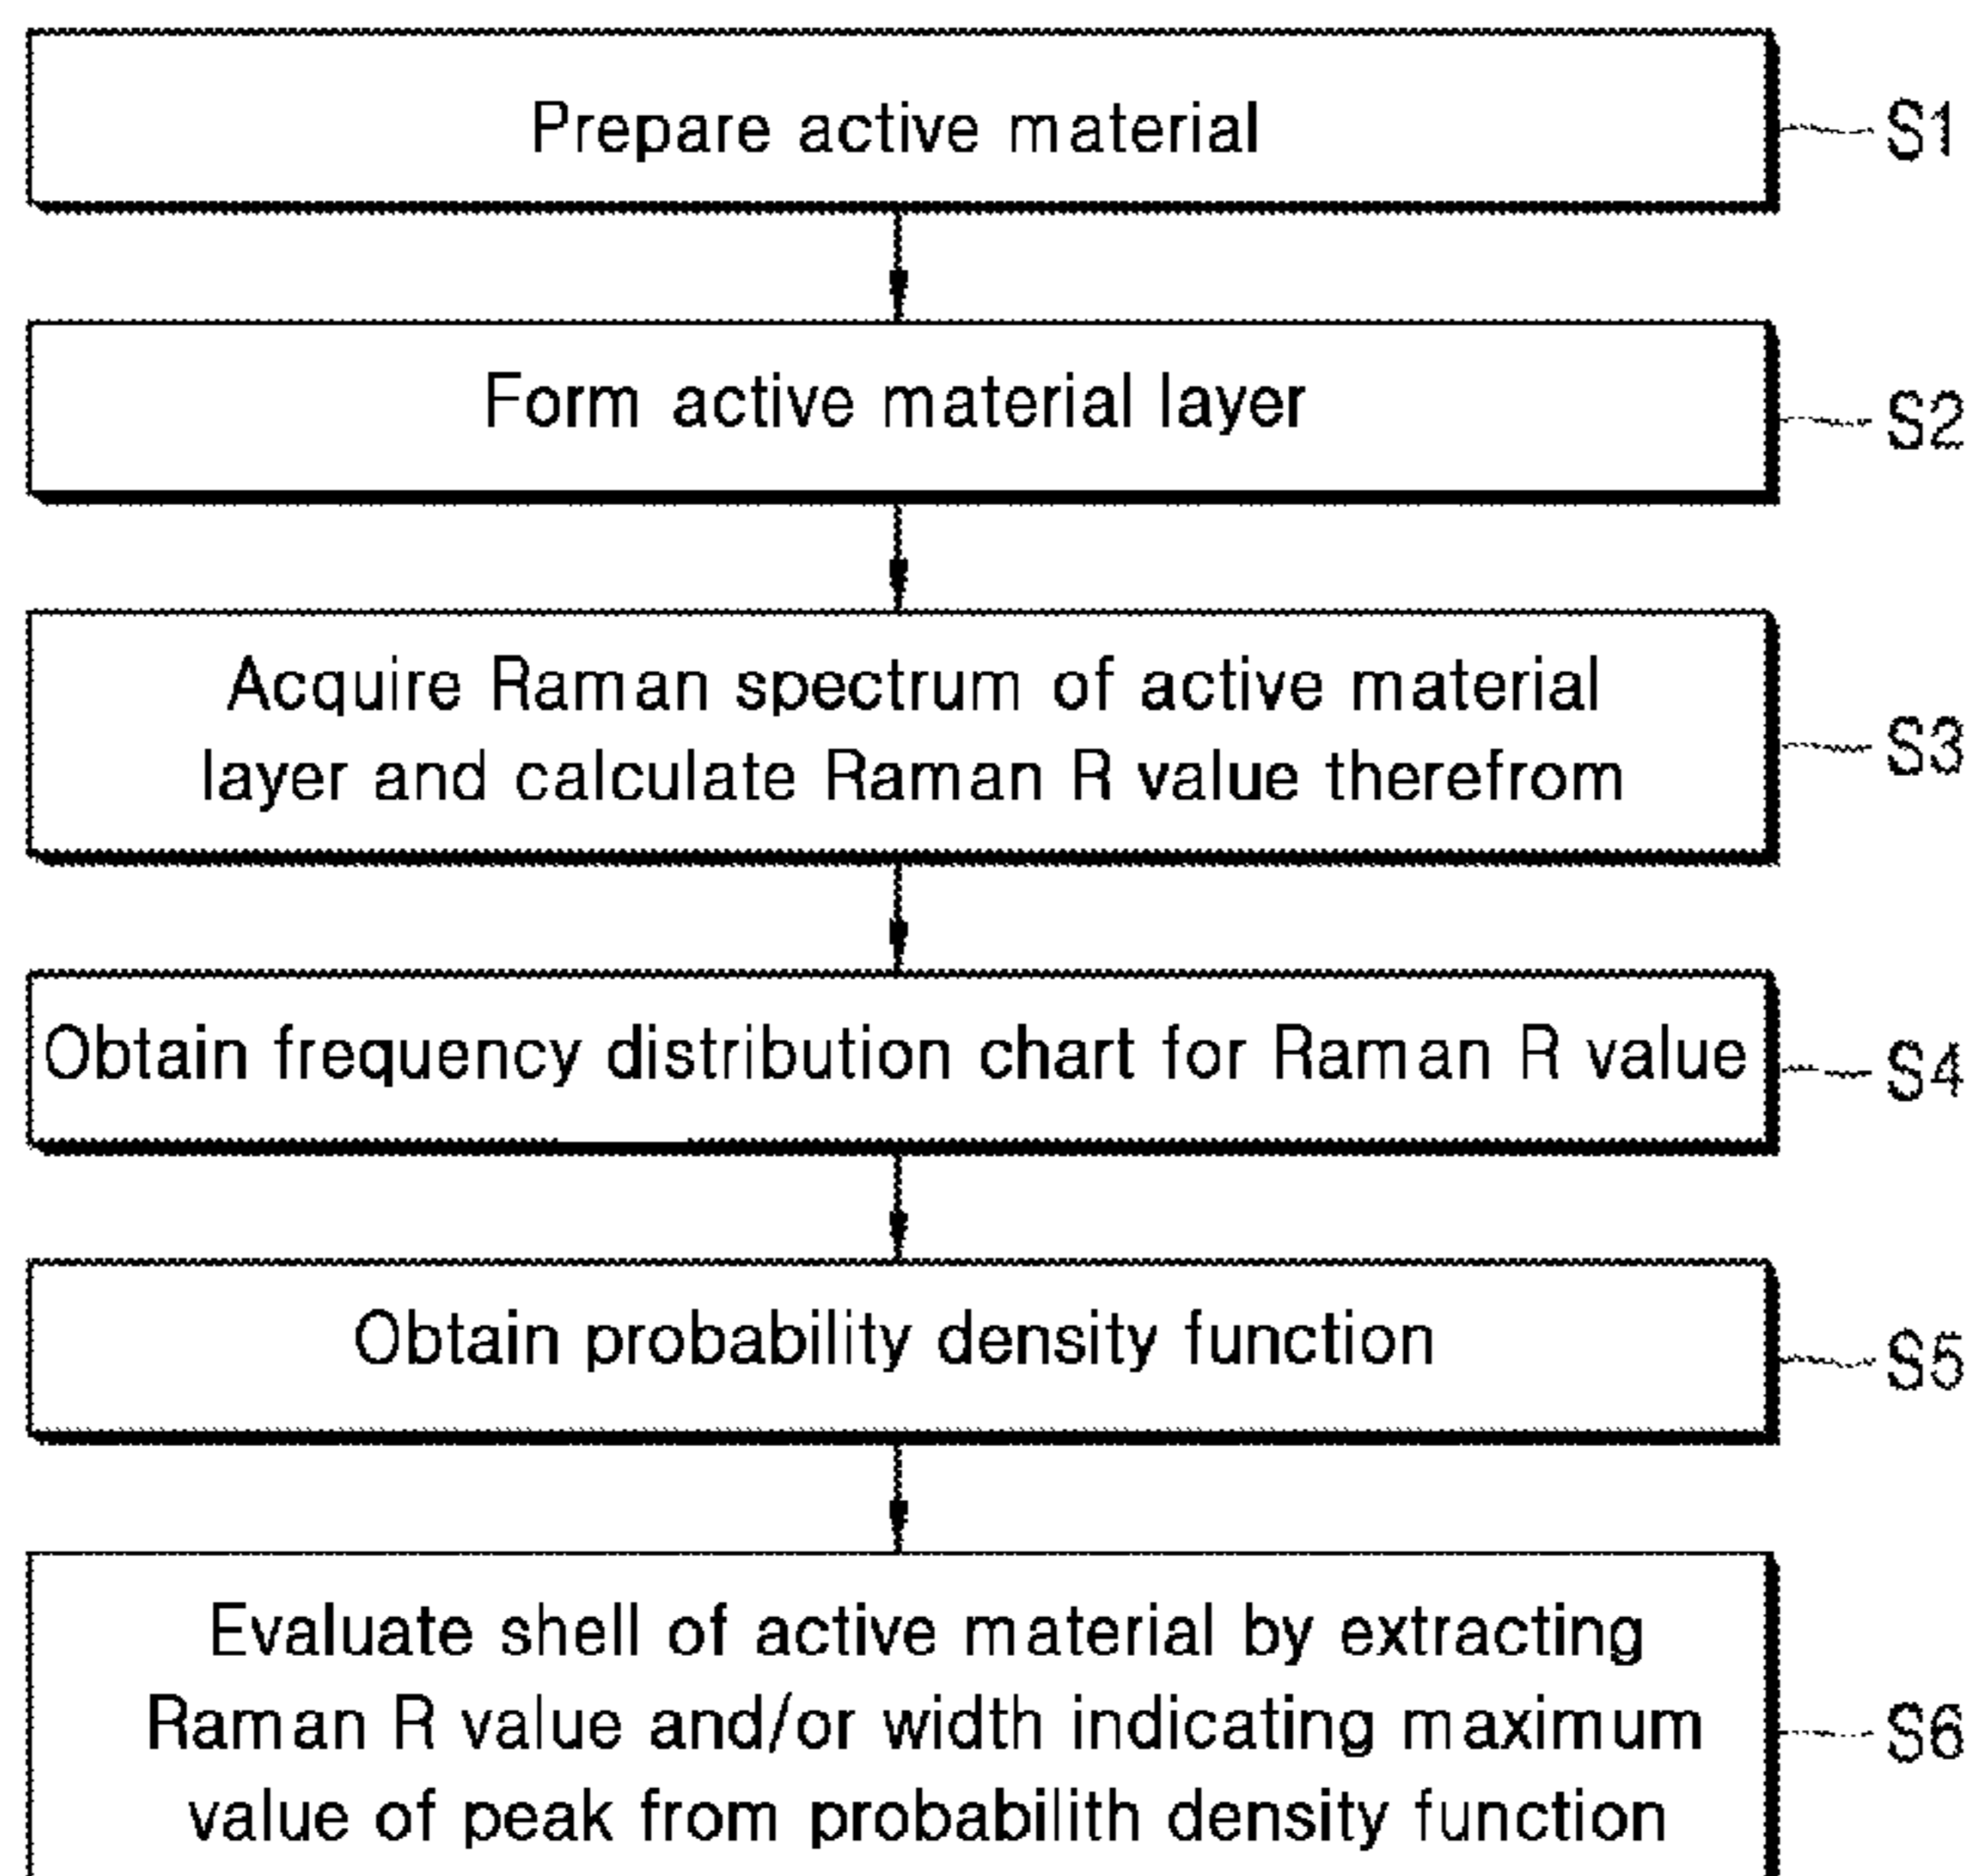 Prepare active material
S1
Form active material layer
S2
Acquire Raman spectrum of active material
layer and calculate Raman R value therefrom
S3
Obtain frequency distribution chart for Raman R value
S4
Obtain probability density function
S5
Evaluate shell of active material by extracting
Raman R value and/or width indicating maximum
value of peak from probabilith density function
S6